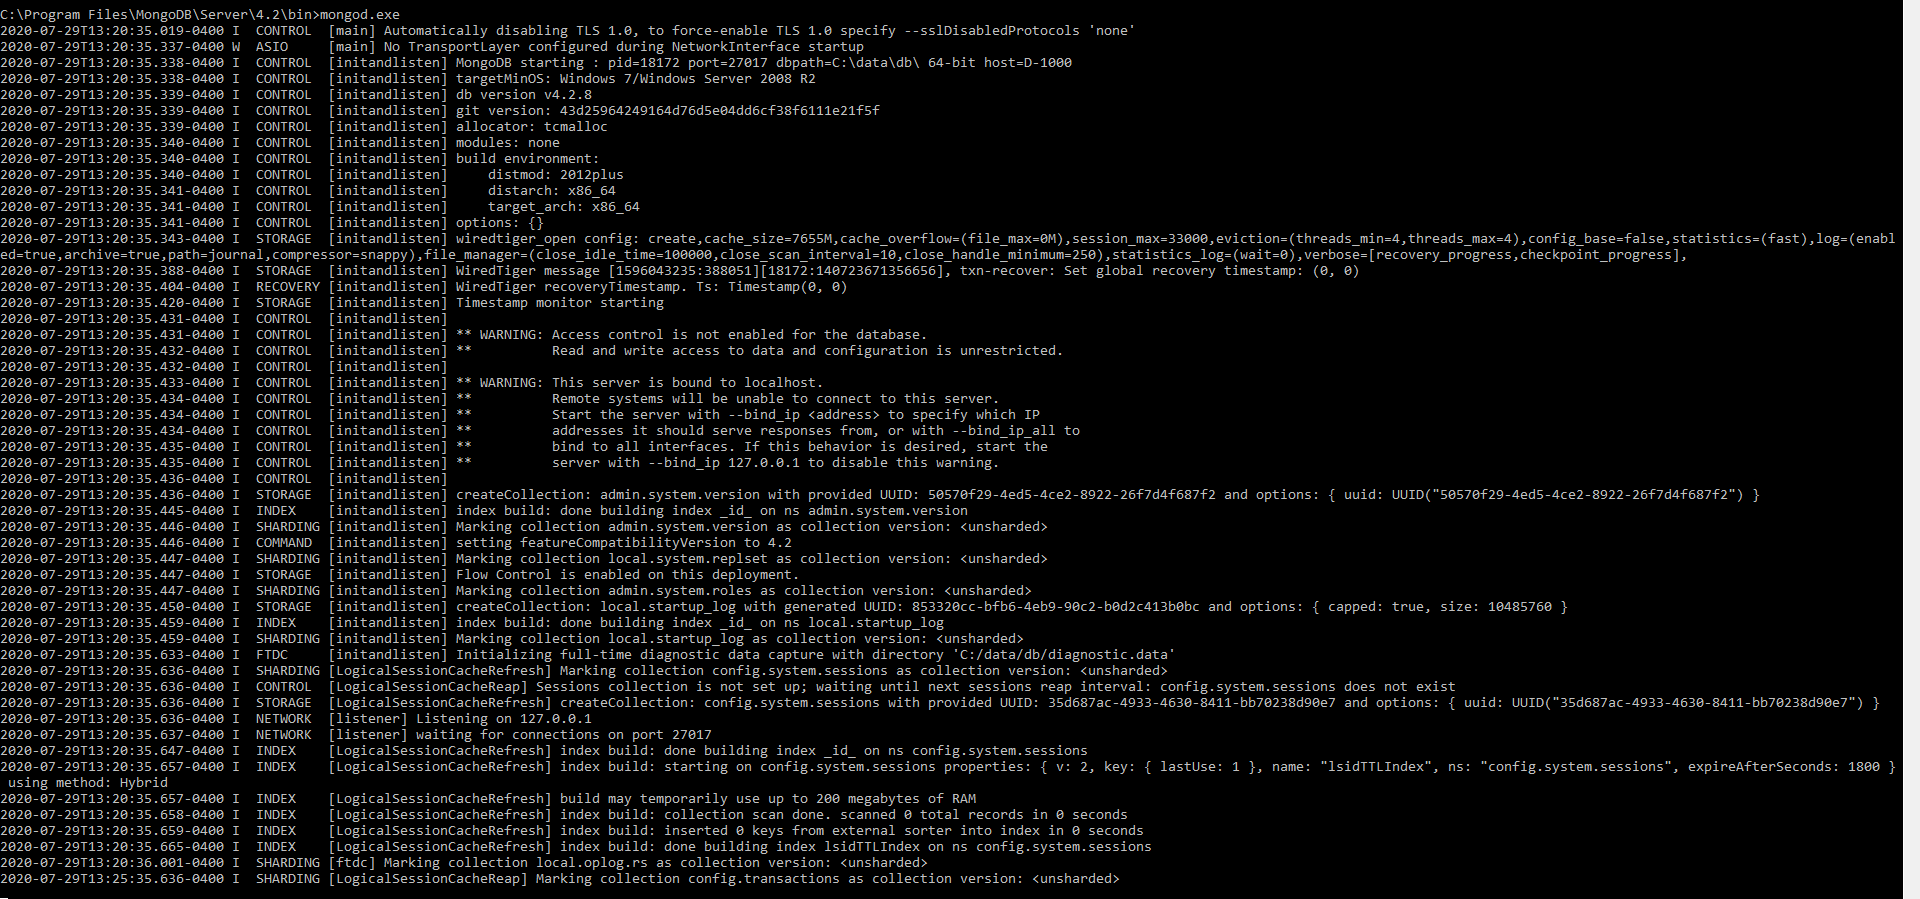 C:\Program Files\MongoDB\Server\4.2\bin>mongod.exe
2020-07-29T13:20:35.019-0400 I  CONTROL  [main] Automatically disabling TLS 1.0, to force-enable TLS 1.0 specify --sslDisabledProtocols 'none'
2020-07-29T13:20:35.337-0400 W  ASIO     [main] No TransportLayer configured during NetworkInterface startup
2020-07-29T13:20:35.338-0400 I  CONTROL  [initandlisten] MongoDB starting : pid=18172 port=27017 dbpath=C:\data\db\ 64-bit host=D-1000
2020-07-29T13:20:35.338-0400 I  CONTROL  [initandlisten] targetMinOS: Windows 7/Windows Server 2008 R2
2020-07-29T13:20:35.339-0400 I  CONTROL  [initandlisten] db version v4.2.8
2020-07-29T13:20:35.339-0400 I  CONTROL  [initandlisten] git version: 43d25964249164d76d5e04dd6cf38f6111e21f5f
2020-07-29T13:20:35.339-0400 I  CONTROL  [initandlisten] allocator: tcmalloc
2020-07-29T13:20:35.340-0400 I  CONTROL  [initandlisten] modules: none
2020-07-29T13:20:35.340-0400 I  CONTROL  [initandlisten] build environment:
2020-07-29T13:20:35.340-0400 I  CONTROL  [initandlisten]     distmod: 2012plus
2020-07-29T13:20:35.341-0400 I  CONTROL  [initandlisten]     distarch: x86_64
2020-07-29T13:20:35.341-0400 I  CONTROL  [initandlisten]     target_arch: x86_64
2020-07-29T13:20:35.341-0400 I  CONTROL  [initandlisten] options: {}
2020-07-29T13:20:35.343-0400 I  STORAGE  [initandlisten] wiredtiger_open config: create,cache_size=7655M,cache_overflow=(file_max=0M),session_max=33000,eviction=(threads_min=4,threads_max=4),config_base=false,statistics=(fast),log=(enabl
ed=true,archive=true,path=journal,compressor=snappy),file_manager=(close_idle_time=100000,close_scan_interval=10,close_handle_minimum=250),statistics_log=(wait=0),verbose=[recovery_progress,checkpoint_progress],
2020-07-29T13:20:35.388-0400 I  STORAGE  [initandlisten] WiredTiger message [1596043235:388051][18172:140723671356656], txn-recover: Set global recovery timestamp: (0, 0)
2020-07-29T13:20:35.404-0400 I  RECOVERY [initandlisten] WiredTiger recoveryTimestamp. Ts: Timestamp(0, 0)
2020-07-29T13:20:35.420-0400 I  STORAGE  [initandlisten] Timestamp monitor starting
2020-07-29T13:20:35.431-0400 I  CONTROL  [initandlisten]
2020-07-29T13:20:35.431-0400 I  CONTROL  [initandlisten] ** WARNING: Access control is not enabled for the database.
2020-07-29T13:20:35.432-0400 I  CONTROL  [initandlisten] **          Read and write access to data and configuration is unrestricted.
2020-07-29T13:20:35.432-0400 I  CONTROL  [initandlisten]
2020-07-29T13:20:35.433-0400 I  CONTROL  [initandlisten] ** WARNING: This server is bound to localhost.
2020-07-29T13:20:35.434-0400 I  CONTROL  [initandlisten] **          Remote systems will be unable to connect to this server.
2020-07-29T13:20:35.434-0400 I  CONTROL  [initandlisten] **          Start the server with --bind_ip <address> to specify which IP
2020-07-29T13:20:35.434-0400 I  CONTROL  [initandlisten] **          addresses it should serve responses from, or with --bind_ip_all to
2020-07-29T13:20:35.435-0400 I  CONTROL  [initandlisten] **          bind to all interfaces. If this behavior is desired, start the
2020-07-29T13:20:35.435-0400 I  CONTROL  [initandlisten] **          server with --bind_ip 127.0.0.1 to disable this warning.
2020-07-29T13:20:35.436-0400 I  CONTROL  [initandlisten]
2020-07-29T13:20:35.436-0400 I  STORAGE  [initandlisten] createCollection: admin.system.version with provided UUID: 50570f29-4ed5-4ce2-8922-26f7d4f687f2 and options: { uuid: UUID("50570f29-4ed5-4ce2-8922-26f7d4f687f2") }
2020-07-29T13:20:35.445-0400 I  INDEX    [initandlisten] index build: done building index _id_ on ns admin.system.version
2020-07-29T13:20:35.446-0400 I  SHARDING [initandlisten] Marking collection admin.system.version as collection version: <unsharded>
2020-07-29T13:20:35.446-0400 I  COMMAND  [initandlisten] setting featureCompatibilityVersion to 4.2
2020-07-29T13:20:35.447-0400 I  SHARDING [initandlisten] Marking collection local.system.replset as collection version: <unsharded>
2020-07-29T13:20:35.447-0400 I  STORAGE  [initandlisten] Flow Control is enabled on this deployment.
2020-07-29T13:20:35.447-0400 I  SHARDING [initandlisten] Marking collection admin.system.roles as collection version: <unsharded>
2020-07-29T13:20:35.450-0400 I  STORAGE  [initandlisten] createCollection: local.startup_log with generated UUID: 853320cc-bfb6-4eb9-90c2-b0d2c413b0bc and options: { capped: true, size: 10485760 }
2020-07-29T13:20:35.459-0400 I  INDEX    [initandlisten] index build: done building index _id_ on ns local.startup_log
2020-07-29T13:20:35.459-0400 I  SHARDING [initandlisten] Marking collection local.startup_log as collection version: <unsharded>
2020-07-29T13:20:35.633-0400 I  FTDC     [initandlisten] Initializing full-time diagnostic data capture with directory 'C:/data/db/diagnostic.data'
2020-07-29T13:20:35.636-0400 I  SHARDING [LogicalSessionCacheRefresh] Marking collection config.system.sessions as collection version: <unsharded>
2020-07-29T13:20:35.636-0400 I  CONTROL  [LogicalSessionCacheReap] Sessions collection is not set up; waiting until next sessions reap interval: config.system.sessions does not exist
2020-07-29T13:20:35.636-0400 I  STORAGE  [LogicalSessionCacheRefresh] createCollection: config.system.sessions with provided UUID: 35d687ac-4933-4630-8411-bb70238d90e7 and options: { uuid: UUID("35d687ac-4933-4630-8411-bb70238d90e7") }
2020-07-29T13:20:35.636-0400 I  NETWORK  [listener] Listening on 127.0.0.1
2020-07-29T13:20:35.637-0400 I  NETWORK  [listener] waiting for connections on port 27017
2020-07-29T13:20:35.647-0400 I  INDEX    [LogicalSessionCacheRefresh] index build: done building index _id_ on ns config.system.sessions
2020-07-29T13:20:35.657-0400 I  INDEX    [LogicalSessionCacheRefresh] index build: starting on config.system.sessions properties: { v: 2, key: { lastUse: 1 }, name: "lsidTTLIndex", ns: "config.system.sessions", expireAfterSeconds: 1800 }
 using method: Hybrid
2020-07-29T13:20:35.657-0400 I  INDEX    [LogicalSessionCacheRefresh] build may temporarily use up to 200 megabytes of RAM
2020-07-29T13:20:35.658-0400 I  INDEX    [LogicalSessionCacheRefresh] index build: collection scan done. scanned 0 total records in 0 seconds
2020-07-29T13:20:35.659-0400 I  INDEX    [LogicalSessionCacheRefresh] index build: inserted 0 keys from external sorter into index in 0 seconds
2020-07-29T13:20:35.665-0400 I  INDEX    [LogicalSessionCacheRefresh] index build: done building index lsidTTLIndex on ns config.system.sessions
2020-07-29T13:20:36.001-0400 I  SHARDING [ftdc] Marking collection local.oplog.rs as collection version: <unsharded>
2020-07-29T13:25:35.636-0400 I  SHARDING [LogicalSessionCacheReap] Marking collection config.transactions as collection version: <unsharded>